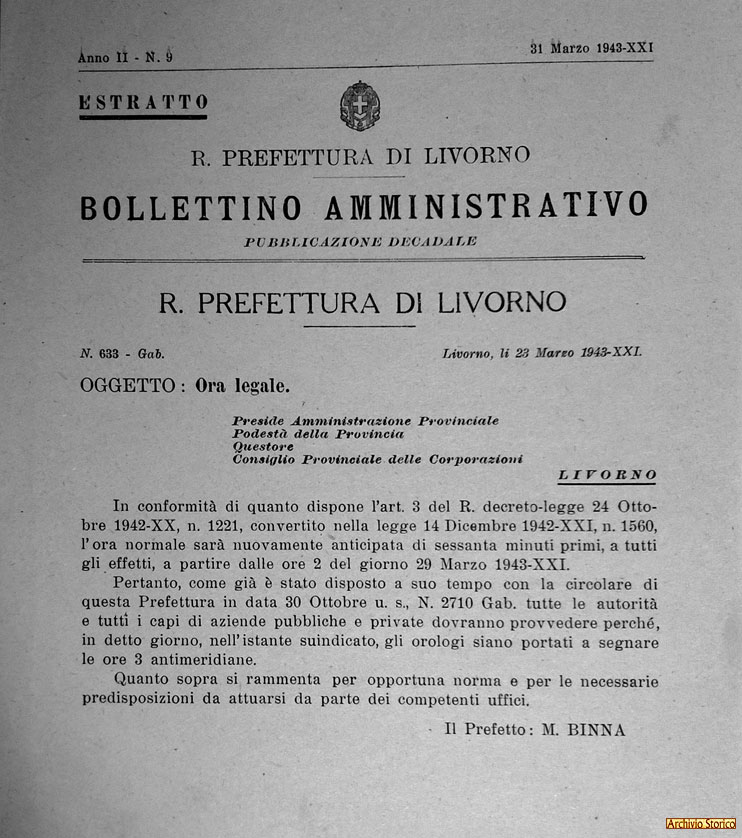 Anno II - N. 9
31 Marzo 1943-XXI
ESTRATTO
R. PREFETTURA DI LIVORNO
BOLLETTINO AMMINISTRATIVO
PUBBLICAZIONE DECADALE
R. PREFETTURA DI LIVORNO
N. 633 - Gab.
Livorno, li 23 Marzo 1943-XXI.
OGGETTO : Ora legale.
Preside Amministrazione Provinciale
Podestà della Provincia
Questore
Consiglio Provinciale delle Corporazioni
LIVORNO
In conformità di quanto dispone l'art. 3 del R. decreto-legge 24 Otto-
bre 1942-XX, n. 1221, convertito nella legge 14 Dicembre 1942-XXI, n. 1560,
l'ora normale sarà nuovamente anticipata di sessanta minuti primi, a tutti
gli effetti, a partire dalle ore 2 del giorno 29 Marzo 1943-XXI.
Pertanto, come già è stato disposto a suo tempo con la circolare di
questa Prefettura in data 30 Ottobre u. s., N. 2710 Gab. tutte le autorità
e tutti i capi di aziende pubbliche e private dovranno provvedere perché,
in detto giorno, nell'istante suindicato, gli orologi siano portati a segnare
le ore 3 antimeridiane.
Quanto sopra si rammenta per opportuna norma e per le necessarie
predisposizioni da attuarsi da parte dei competenti uffici.
Il Prefetto : M. BINNA
Archivio Storico